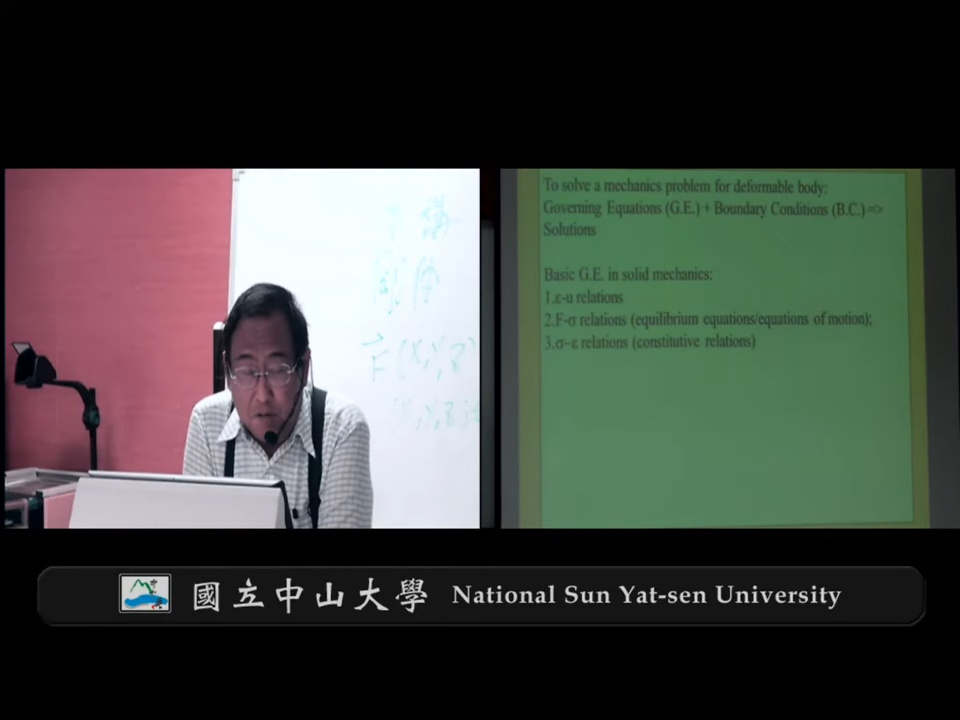 剛
F(X,Y,Z)
To solve a mechanics problem for deformable body:
Governing Equations (G.E.) + Boundary Conditions (B.C.) =>
Solutions
Basic G.E. in solid mechanics:
1.ε-u relations
2.F-σ relations (equilibrium equations/equations of motion);
3.σ−ε relations (constitutive relations)
國立中山大學 National Sun Yat-sen University